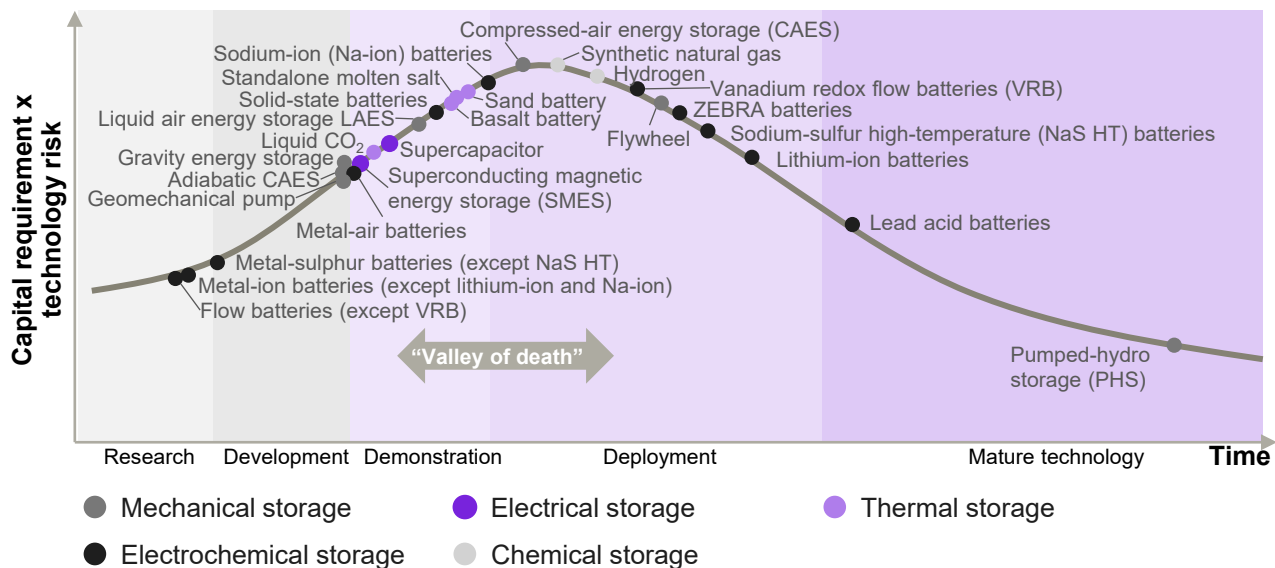 Capital requirement x
technology risk
Compressed-air energy storage (CAES)
Sodium-ion (Na-ion) batteries
Synthetic natural gas
Standalone molten salt
Hydrogen
Solid-state batteries
Sand battery
Vanadium redox flow batteries (VRB)
Liquid air energy storage LAES
Basalt battery
ZEBRA batteries
Liquid CO2
Supercapacitor
Flywheel
Sodium-sulfur high-temperature (NaS HT) batteries
Gravity energy storage
Lithium-ion batteries
Adiabatic CAES
Superconducting magnetic
energy storage (SMES)
Geomechanical pump
Metal-air batteries
Lead acid batteries
Metal-sulphur batteries (except NaS HT)
Metal-ion batteries (except lithium-ion and Na-ion)
Flow batteries (except VRB)
“Valley of death”
Pumped-hydro
storage (PHS)
Research
Development
Demonstration
Deployment
Mature technology
Time
Mechanical storage
Electrical storage
Thermal storage
Electrochemical storage
Chemical storage